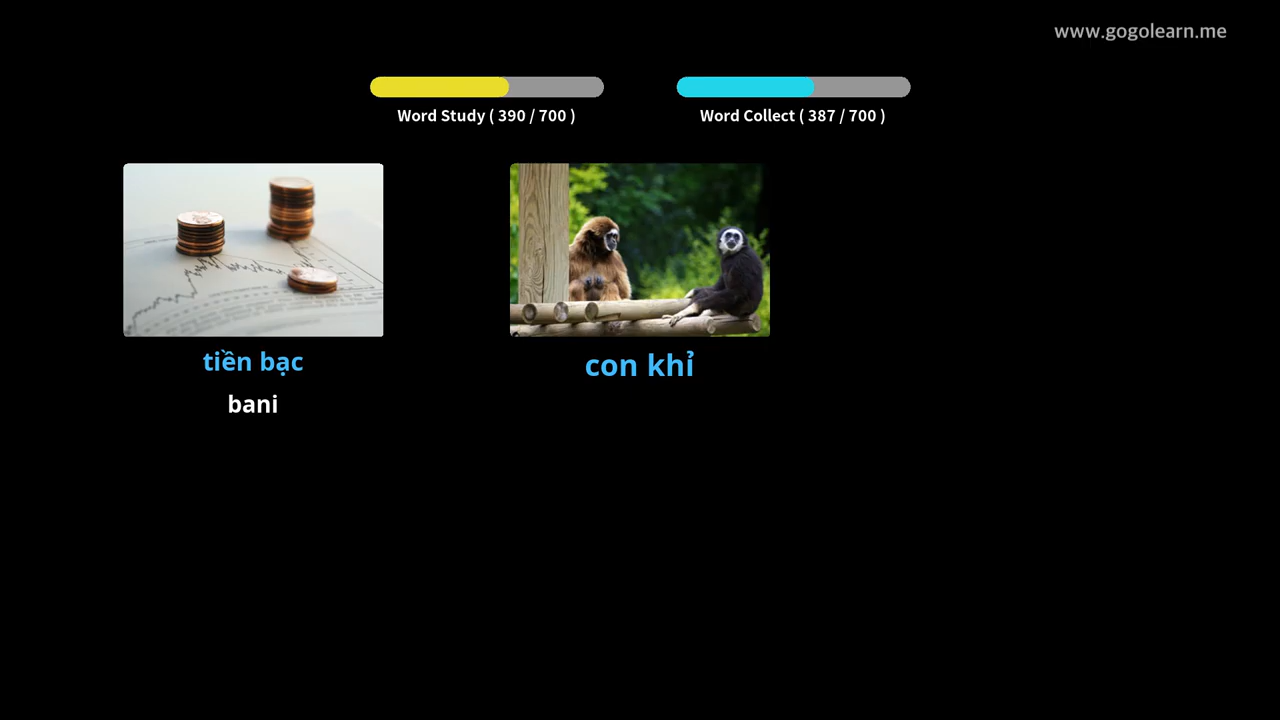 www.gogolearn.me
Word Study ( 390 / 700 )
Word Collect ( 387 / 700 )
tiền bạc
bani
con khỉ